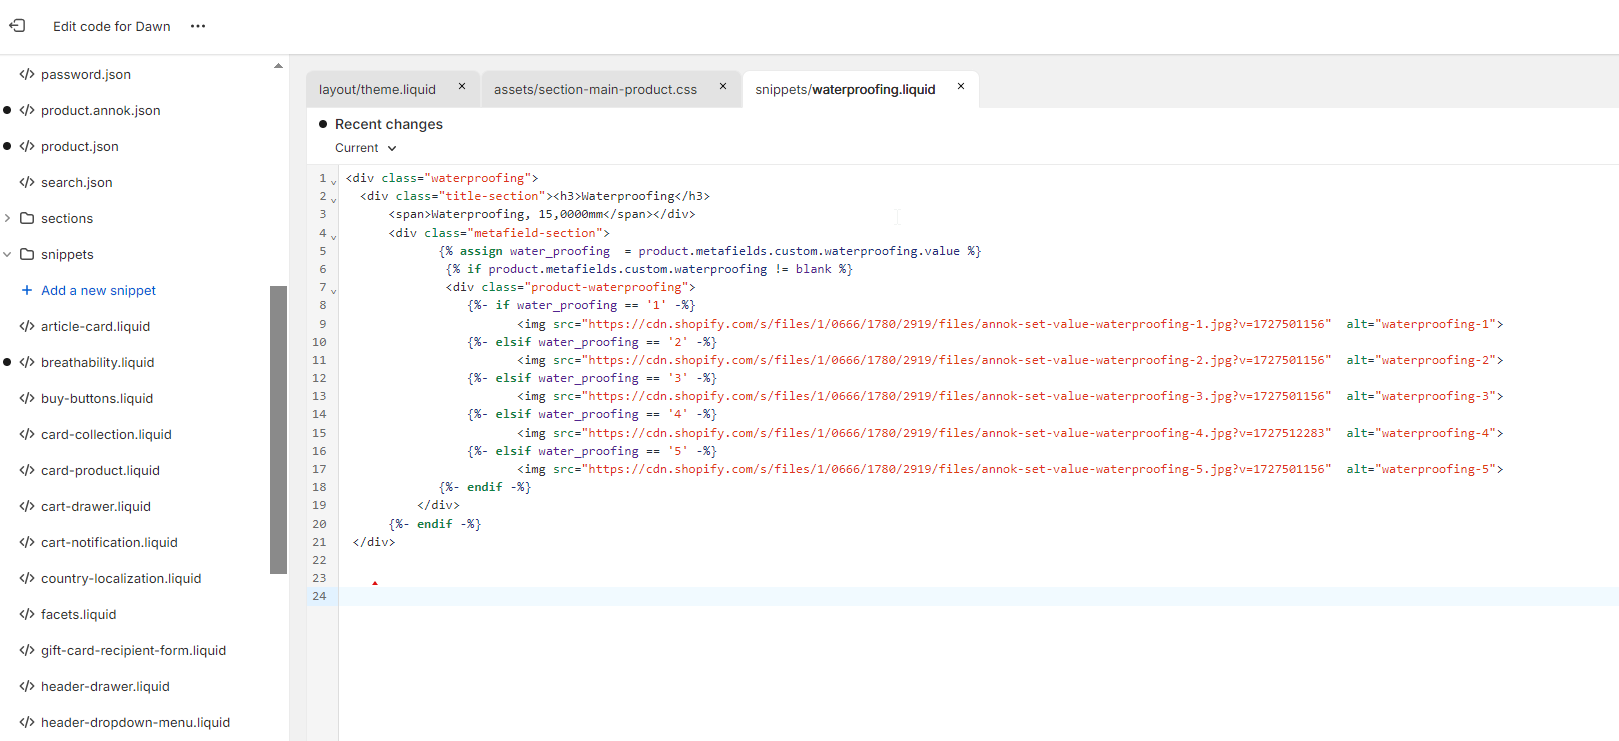 Edit code for Dawn ...
</> password.json
</> product.annok.json
</> product.json
</> search.json
sections
snippets
+ Add a new snippet
</> article-card.liquid
</> breathability.liquid
</> buy-buttons.liquid
</> card-collection.liquid
</> card-product.liquid
</> cart-drawer.liquid
</> cart-notification.liquid
</> country-localization.liquid
</> facets.liquid
</> gift-card-recipient-form.liquid
</> header-drawer.liquid
</> header-dropdown-menu.liquid
layout/theme.liquid × assets/section-main-product.css × snippets/waterproofing.liquid ×
Recent changes
Current
1 <div class="waterproofing">
2 <div class="title-section"><h3>Waterproofing</h3>
3 <span>Waterproofing, 15,0000mm</span></div>
4 <div class="metafield-section">
5 {% assign water_proofing  = product.metafields.custom.waterproofing.value %}
6 {% if product.metafields.custom.waterproofing != blank %}
7 <div class="product-waterproofing">
8 {%- if water_proofing == '1' -%}
9 <img src="https://cdn.shopify.com/s/files/1/0666/1780/2919/files/annok-set-value-waterproofing-1.jpg?v=1727501156"  alt="waterproofing-1">
10 {%- elsif water_proofing == '2' -%}
11 <img src="https://cdn.shopify.com/s/files/1/0666/1780/2919/files/annok-set-value-waterproofing-2.jpg?v=1727501156"  alt="waterproofing-2">
12 {%- elsif water_proofing == '3' -%}
13 <img src="https://cdn.shopify.com/s/files/1/0666/1780/2919/files/annok-set-value-waterproofing-3.jpg?v=1727501156"  alt="waterproofing-3">
14 {%- elsif water_proofing == '4' -%}
15 <img src="https://cdn.shopify.com/s/files/1/0666/1780/2919/files/annok-set-value-waterproofing-4.jpg?v=1727512283"  alt="waterproofing-4">
16 {%- elsif water_proofing == '5' -%}
17 <img src="https://cdn.shopify.com/s/files/1/0666/1780/2919/files/annok-set-value-waterproofing-5.jpg?v=1727501156"  alt="waterproofing-5">
18 {%- endif -%}
19 </div>
20 {%- endif -%}
21 </div>
22
23
24